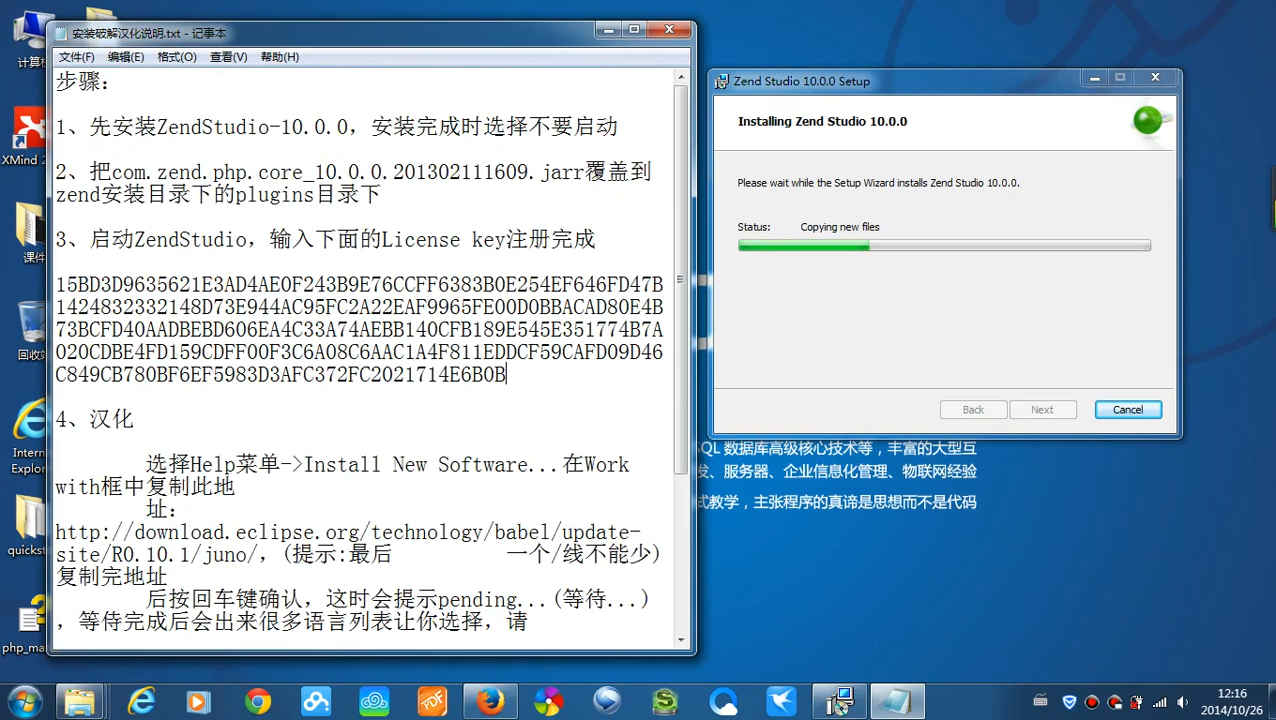 安装破解汉化说明.txt - 记事本
文件(F) 编辑(E) 格式(O) 查看(V) 帮助(H)
步骤：
1、先安装ZendStudio-10.0.0，安装完成时选择不要启动
2、把com.zend.php.core_10.0.0.201302111609.jarr覆盖到
zend安装目录下的plugins目录下
3、启动ZendStudio，输入下面的License key注册完成
15BD3D9635621E3AD4AE0F243B9E76CCFF6383B0E254EF646FD47B
14248323321​48D73E944AC95FC2A22EAF9965FE00D0BBACAD80E4B
73BCFD40AADBEBD606EA4C33A74AEBB140CFB189E545E351774B7A
020CDBE4FD159CDFF00F3C6A08C6AAC1A4F811EDDCF59CAFD09D46
C849CB780BF6EF5983D3AFC372FC2021714E6B0B
4、汉化
选择Help菜单->Install New Software...在Work
with框中复制此地
址：
http://download.eclipse.org/technology/babel/update-
site/R0.10.1/juno/，(提示:最后 一个/线不能少)
复制完地址
后按回车键确认，这时会提示pending...(等待...)
，等待完成后会出来很多语言列表让你选择，请
Zend Studio 10.0.0 Setup
Installing Zend Studio 10.0.0
Please wait while the Setup Wizard installs Zend Studio 10.0.0.
Status: Copying new files
Back Next Cancel
QL 数据库高级核心技术等，丰富的大型互
发、服务器、企业信息化管理、物联网经验
式教学，主张程序的真谛是思想而不是代码
计算机
XMind 2
课件
回收站
Intern
Explor
quickst
php_ma
12:16
2014/10/26